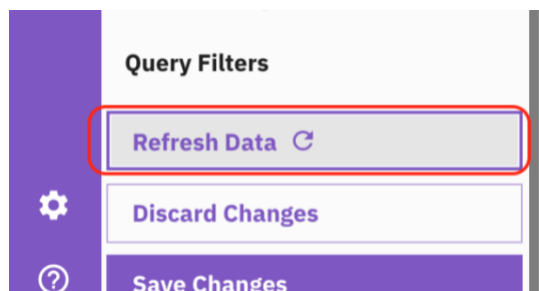 Query Filters
Refresh Data
Discard Changes
Save Changes